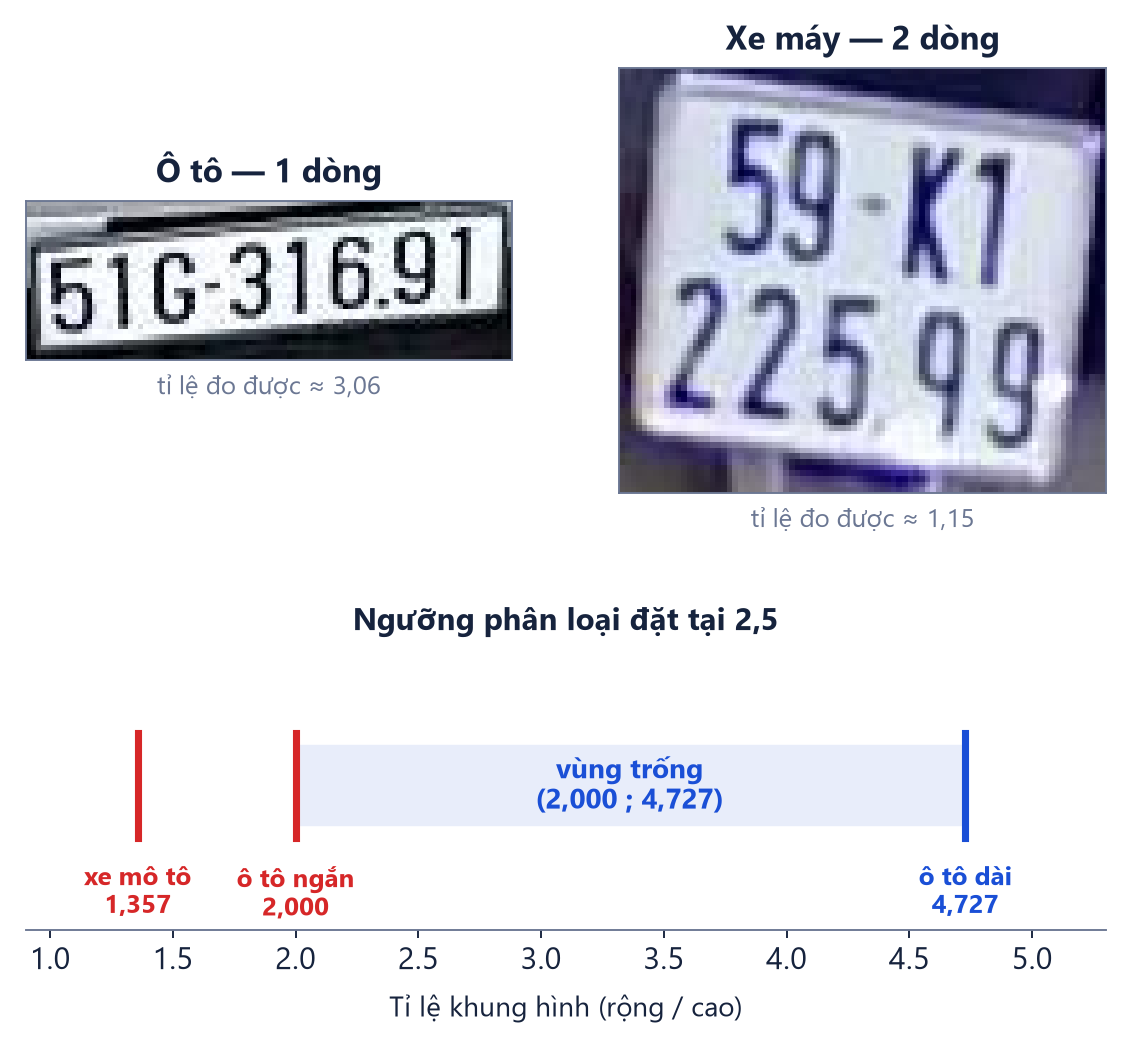 Ô tô — 1 dòng
51G-316.91
tỉ lệ đo được ≈ 3,06
Xe máy — 2 dòng
59-K1
225.99
tỉ lệ đo được ≈ 1,15
Ngưỡng phân loại đặt tại 2,5
vùng trống
(2,000 ; 4,727)
xe mô tô
1,357
ô tô ngắn
2,000
ô tô dài
4,727
1.0 1.5 2.0 2.5 3.0 3.5 4.0 4.5 5.0
Tỉ lệ khung hình (rộng / cao)